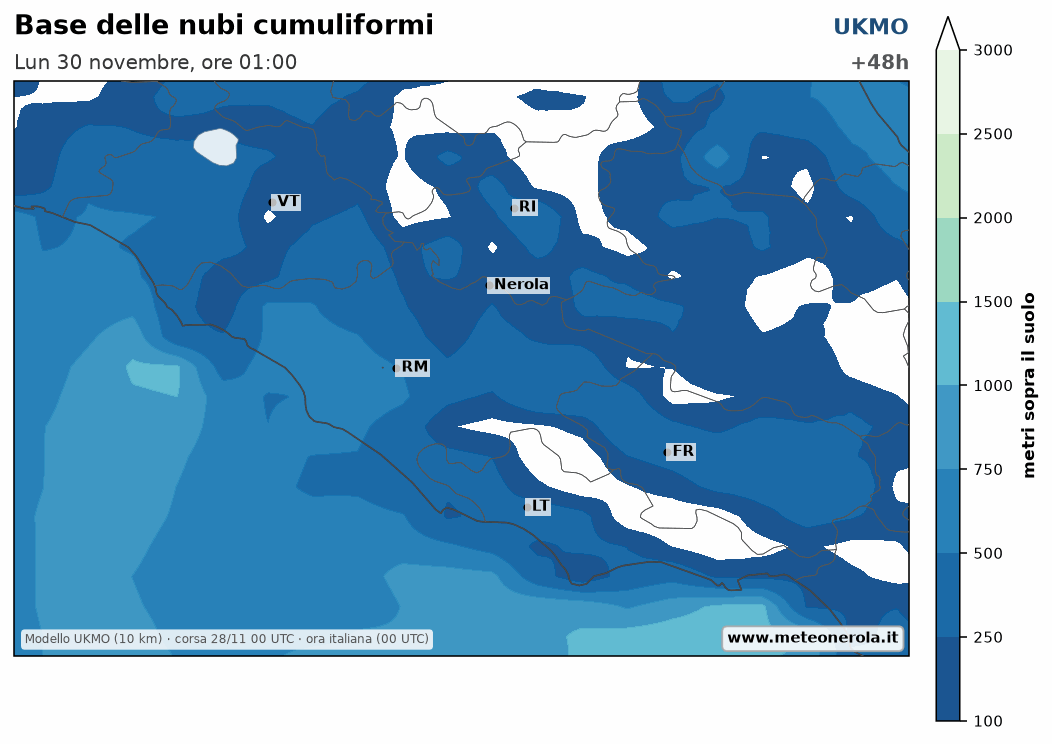 Base delle nubi cumuliformi
UKMO
Lun 30 novembre, ore 01:00
+48h
VT
RI
Nerola
RM
FR
LT
Modello UKMO (10 km) · corsa 28/11 00 UTC · ora italiana (00 UTC)
www.meteonerola.it
3000
2500
2000
1500
1000
750
500
250
100
metri sopra il suolo